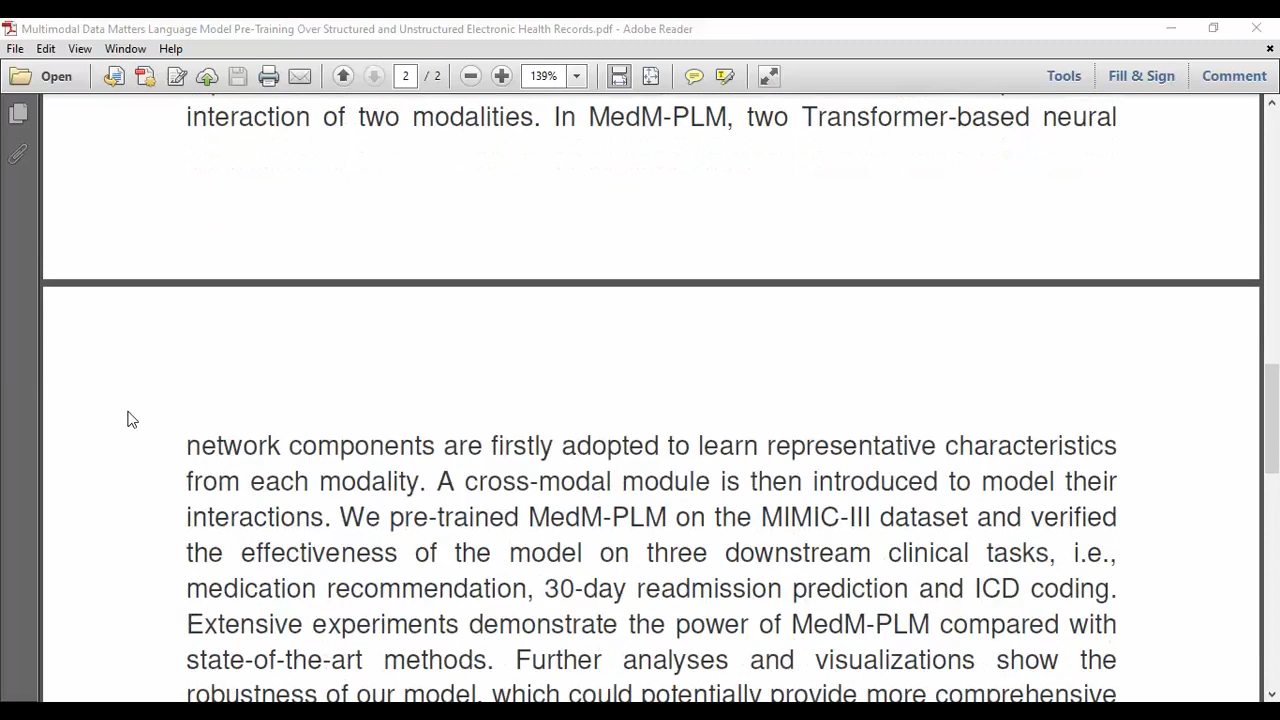 Multimodal Data Matters Language Model Pre-Training Over Structured and Unstructured Electronic Health Records.pdf - Adobe Reader
File Edit View Window Help
Open 2 / 2 139% Tools Fill & Sign Comment
interaction of two modalities. In MedM-PLM, two Transformer-based neural
network components are firstly adopted to learn representative characteristics
from each modality. A cross-modal module is then introduced to model their
interactions. We pre-trained MedM-PLM on the MIMIC-III dataset and verified
the effectiveness of the model on three downstream clinical tasks, i.e.,
medication recommendation, 30-day readmission prediction and ICD coding.
Extensive experiments demonstrate the power of MedM-PLM compared with
state-of-the-art methods. Further analyses and visualizations show the
robustness of our model, which could potentially provide more comprehensive